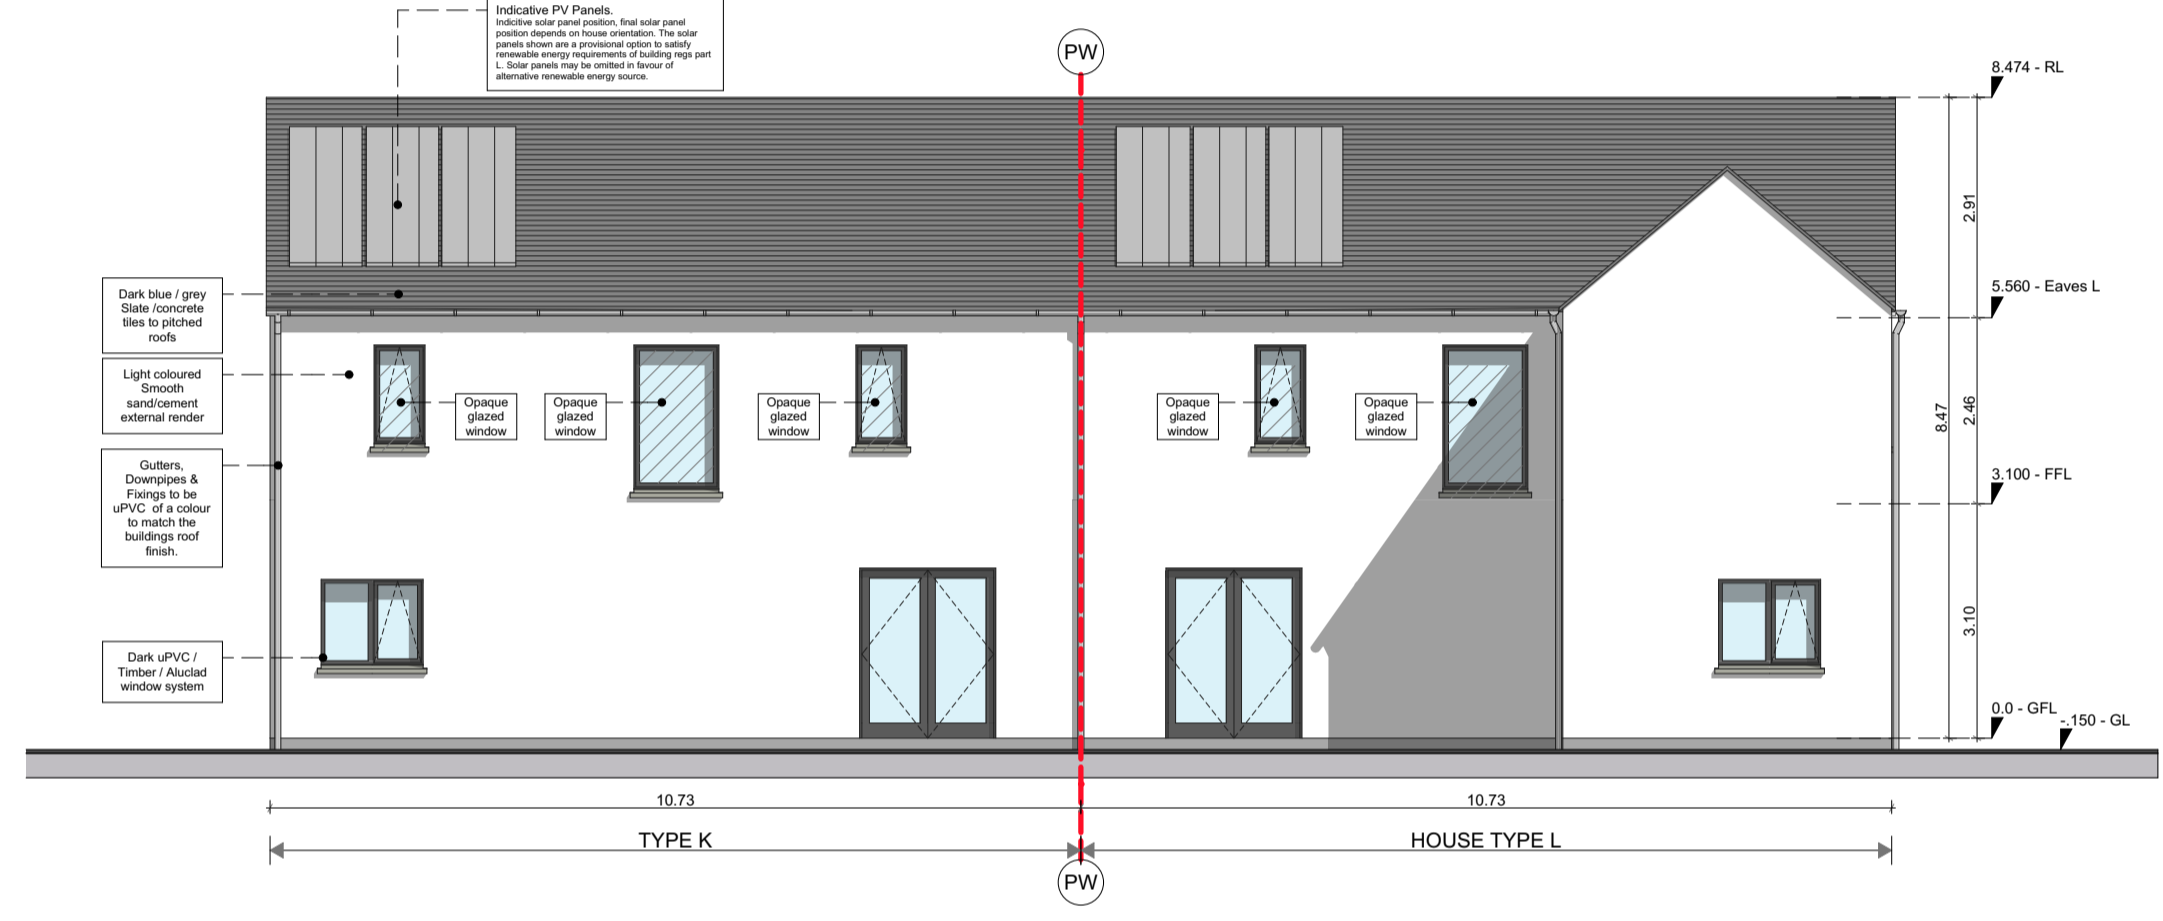 Indicative PV Panels.
Indicitive solar panel position, final solar panel
position depends on house orientation. The solar
panels shown are a provisional option to satisfy
renewable energy requirements of building regs part
L. Solar panels may be omitted in favour of
alternative renewable energy source.
PW
8.474 - RL
2.91
Dark blue / grey
Slate /concrete
tiles to pitched
roofs
5.560 - Eaves L
Light coloured
Smooth
sand/cement
external render
Opaque
glazed
window
Opaque
glazed
window
Opaque
glazed
window
Opaque
glazed
window
Opaque
glazed
window
8.47
2.46
Gutters,
Downpipes &
Fixings to be
uPVC of a colour
to match the
buildings roof
finish.
3.100 - FFL
3.10
Dark uPVC /
Timber / Aluclad
window system
0.0 - GFL
-.150 - GL
10.73
10.73
TYPE K
HOUSE TYPE L
PW